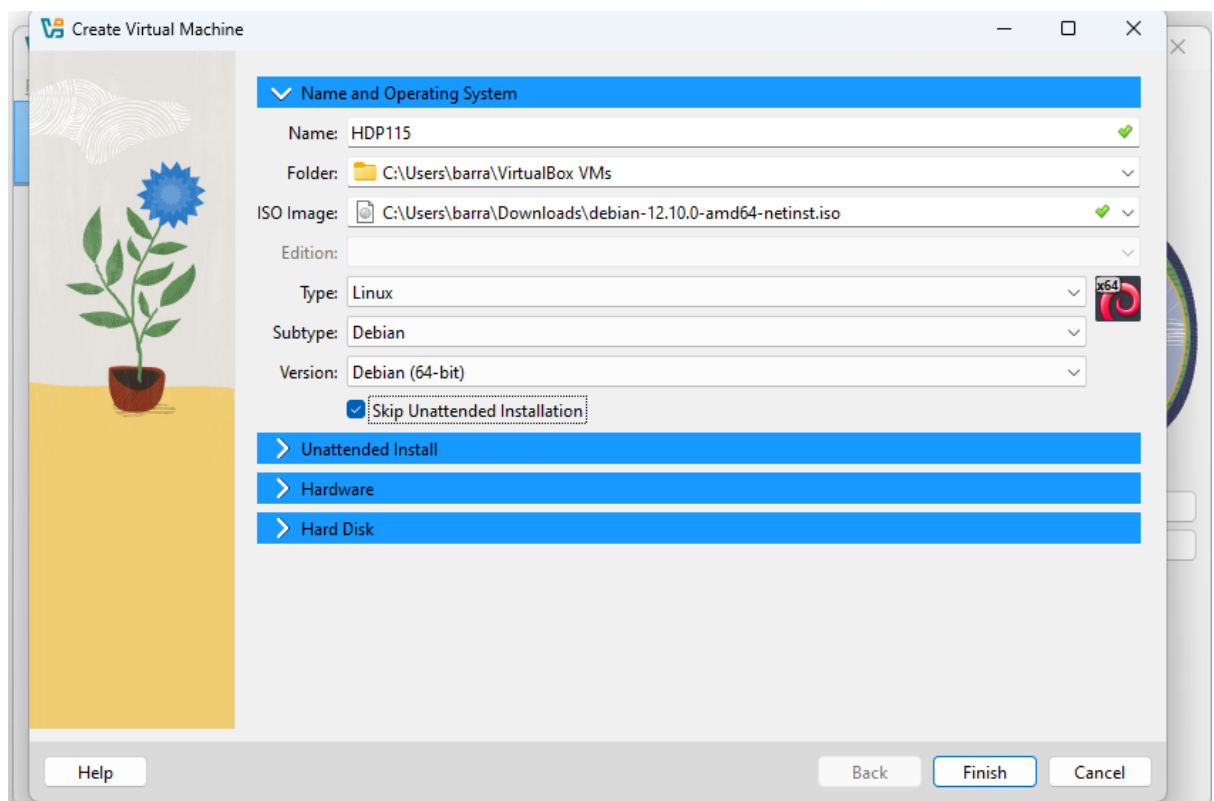 Create Virtual Machine
Name and Operating System
Name: HDP115
Folder: C:\Users\barra\VirtualBox VMs
ISO Image: C:\Users\barra\Downloads\debian-12.10.0-amd64-netinst.iso
Edition:
Type: Linux
x64
Subtype: Debian
Version: Debian (64-bit)
Skip Unattended Installation
Unattended Install
Hardware
Hard Disk
Help Back Finish Cancel